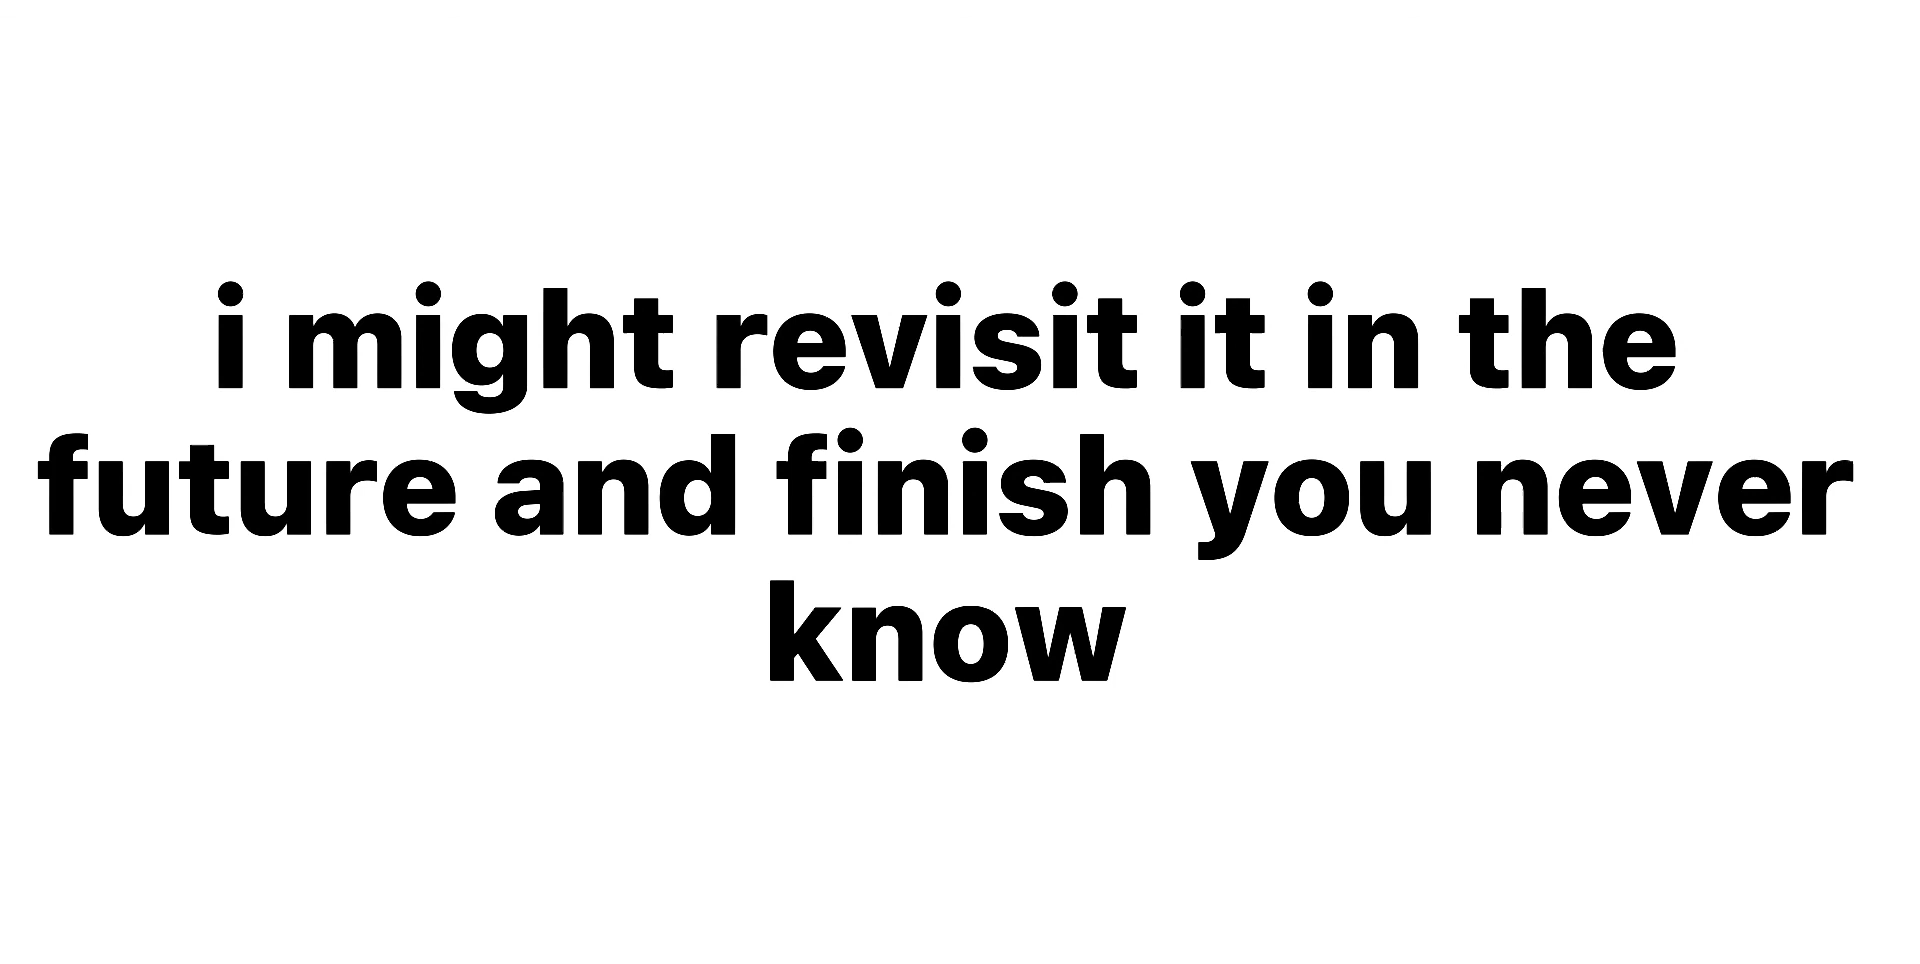 i might revisit it in the
future and finish you never
know